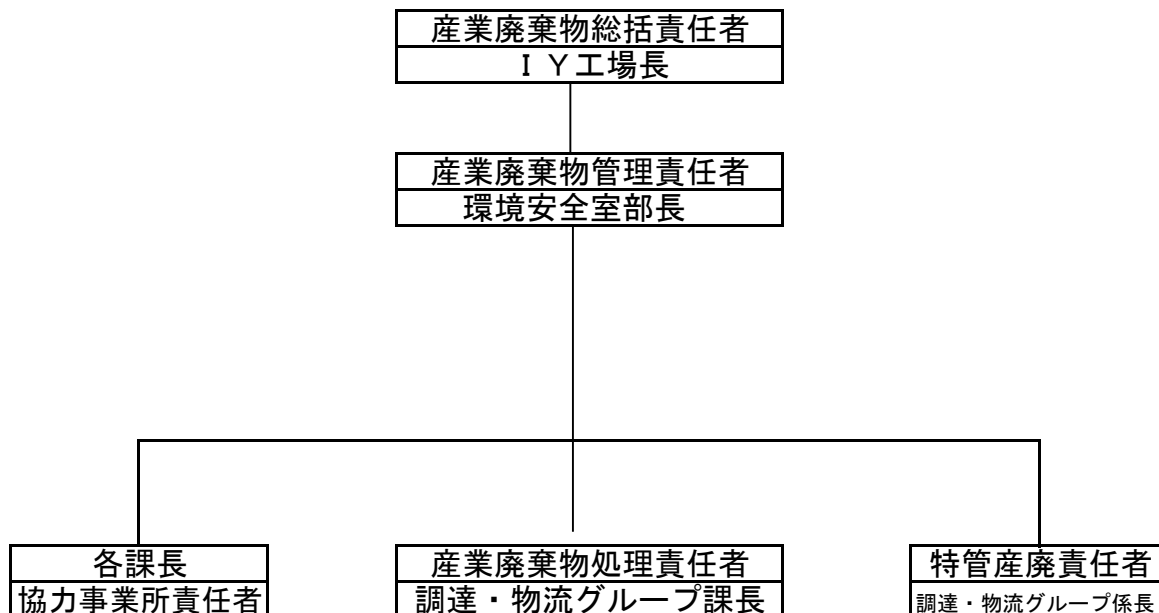 産業廃棄物総括責任者
ＩＹ工場長
産業廃棄物管理責任者
環境安全室部長
各課長
協力事業所責任者
産業廃棄物処理責任者
調達・物流グループ課長
特管産廃責任者
調達・物流グループ係長